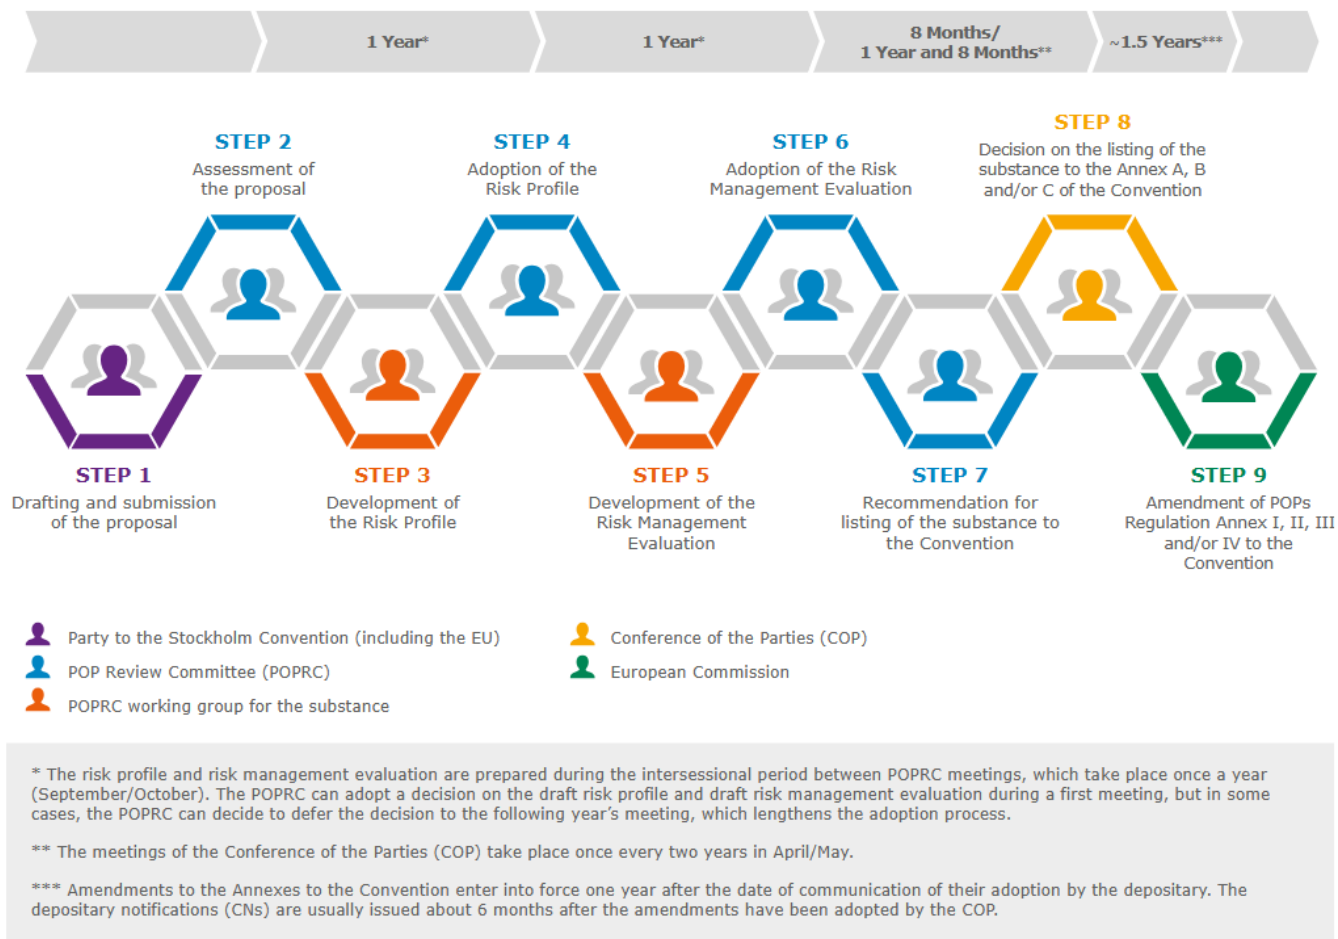 1 Year*
1 Year*
8 Months/
1 Year and 8 Months**
~1.5 Years***
STEP 2
Assessment of
the proposal
STEP 4
Adoption of the
Risk Profile
STEP 6
Adoption of the Risk
Management Evaluation
STEP 8
Decision on the listing of the
substance to the Annex A, B
and/or C of the Convention
STEP 1
Drafting and submission
of the proposal
STEP 3
Development of
the Risk Profile
STEP 5
Development of the
Risk Management
Evaluation
STEP 7
Recommendation for
listing of the substance to
the Convention
STEP 9
Amendment of POPs
Regulation Annex I, II, III
and/or IV to the
Convention
Party to the Stockholm Convention (including the EU)
POP Review Committee (POPRC)
POPRC working group for the substance
Conference of the Parties (COP)
European Commission
* The risk profile and risk management evaluation are prepared during the intersessional period between POPRC meetings, which take place once a year
(September/October). The POPRC can adopt a decision on the draft risk profile and draft risk management evaluation during a first meeting, but in some
cases, the POPRC can decide to defer the decision to the following year's meeting, which lengthens the adoption process.
** The meetings of the Conference of the Parties (COP) take place once every two years in April/May.
*** Amendments to the Annexes to the Convention enter into force one year after the date of communication of their adoption by the depositary. The
depositary notifications (CNs) are usually issued about 6 months after the amendments have been adopted by the COP.